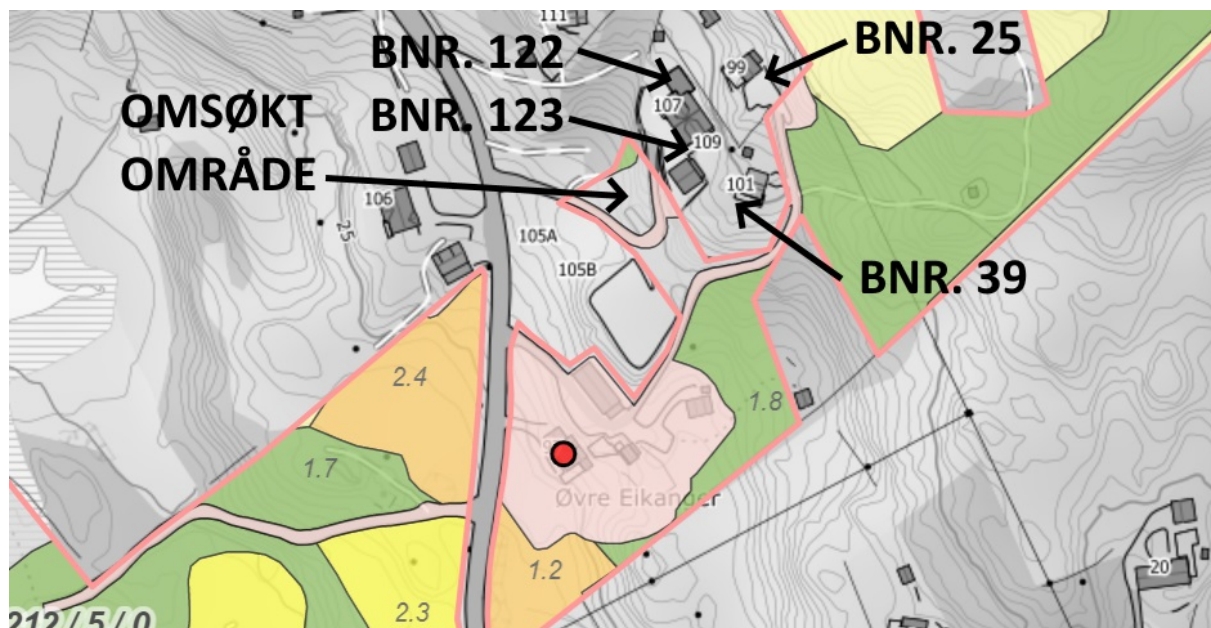 111
BNR. 122
BNR. 25
99
OMSØKT
OMRÅDE
107
BNR. 123
109
101
106
25
105A
105B
BNR. 39
2.4
1.8
1.7
Øvre Eikanger
1.2
20
2.3
212 / 5 / 0